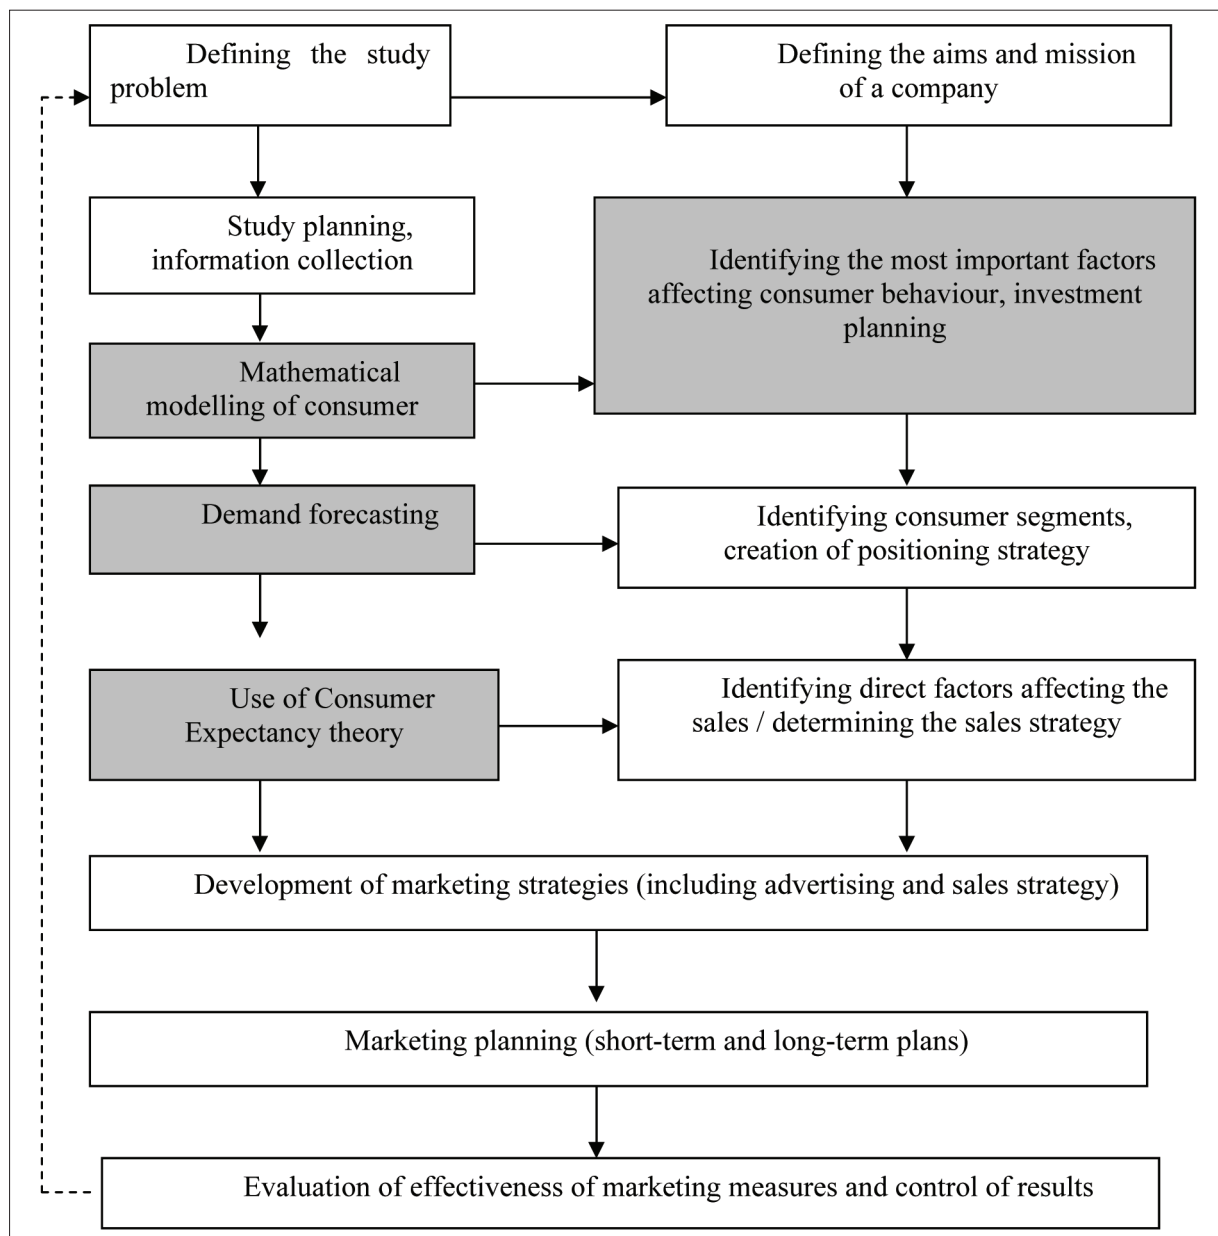 Defining the study
problem
Defining the aims and mission
of a company
Study planning,
information collection
Identifying the most important factors
affecting consumer behaviour, investment
planning
Mathematical
modelling of consumer
Demand forecasting
Identifying consumer segments,
creation of positioning strategy
Use of Consumer
Expectancy theory
Identifying direct factors affecting the
sales / determining the sales strategy
Development of marketing strategies (including advertising and sales strategy)
Marketing planning (short-term and long-term plans)
Evaluation of effectiveness of marketing measures and control of results